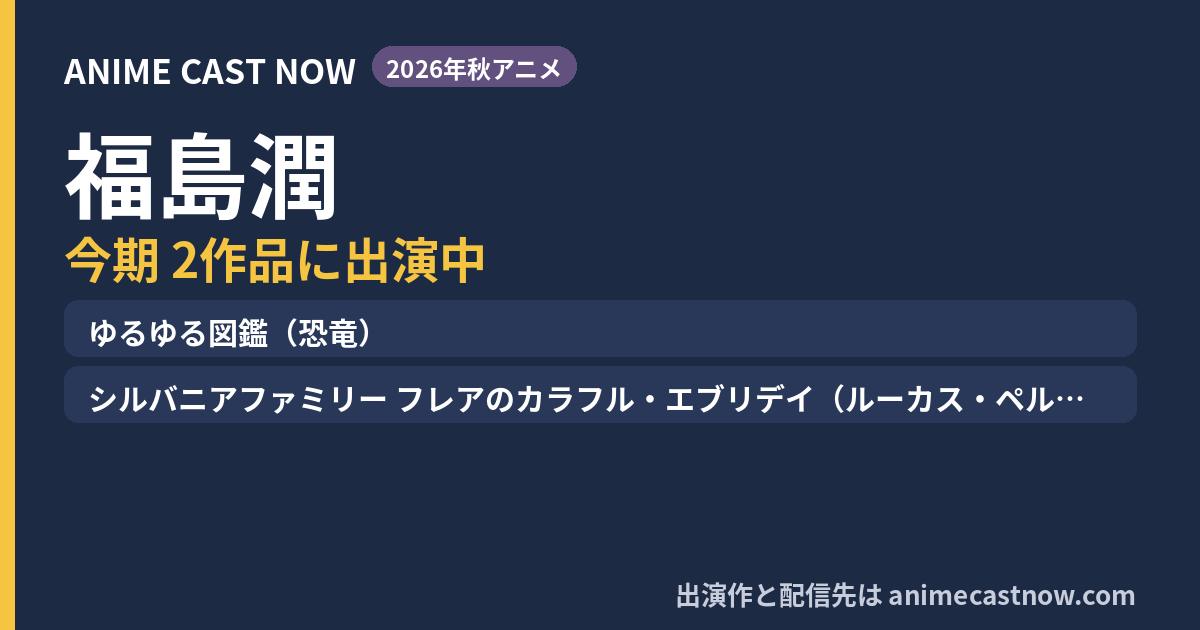 ANIME CAST NOW 2026年秋アニメ
福島潤
今期 2作品に出演中
ゆるゆる図鑑（恐竜）
シルバニアファミリー フレアのカラフル・エブリデイ（ルーカス・ペル…
出演作と配信先は animecastnow.com